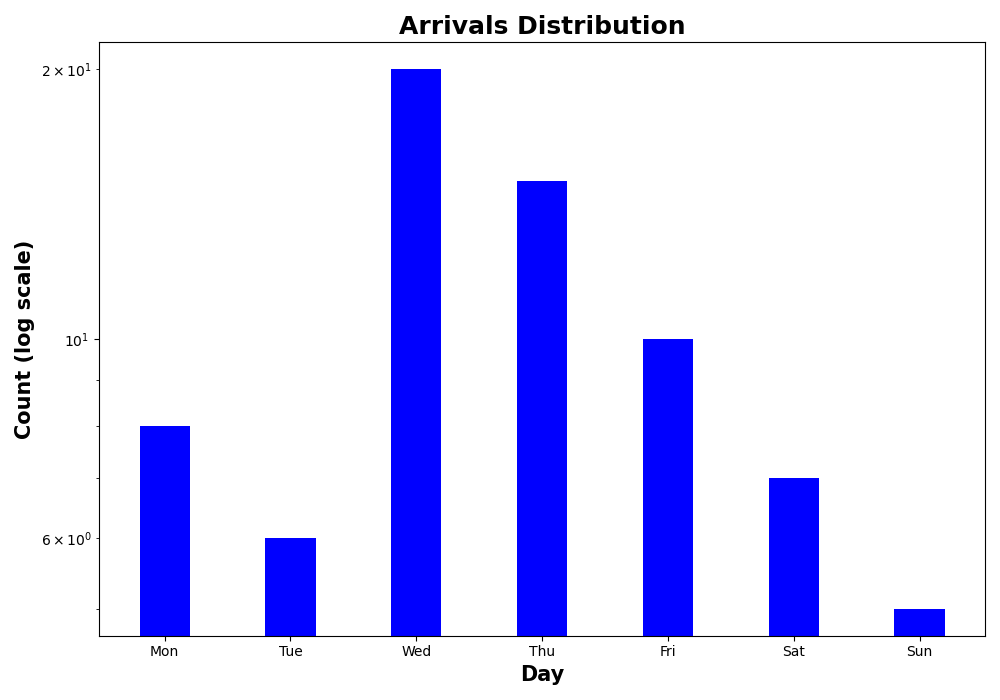 Arrivals Distribution
Count (log scale)
2 × 10¹
10¹
6 × 10⁰
Mon Tue Wed Thu Fri Sat Sun
Day